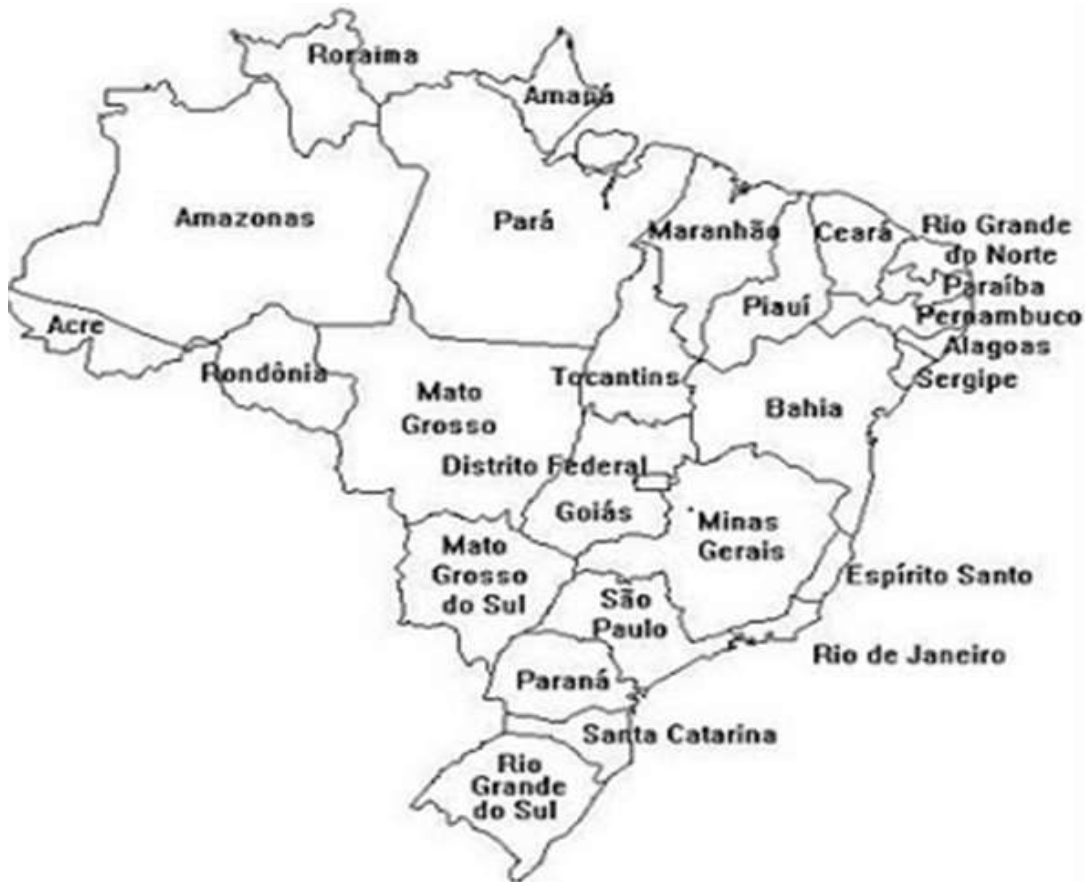 Roraima
Amapá
Amazonas
Pará
Maranhão
Ceará
Rio Grande
do Norte
Paraíba
Piauí
Pernambuco
Acre
Alagoas
Rondônia
Tocantins
Sergipe
Mato
Grosso
Bahia
Distrito Federal
Goiás
Minas
Gerais
Mato
Grosso
do Sul
Espírito Santo
São
Paulo
Rio de Janeiro
Paraná
Santa Catarina
Rio
Grande
do Sul